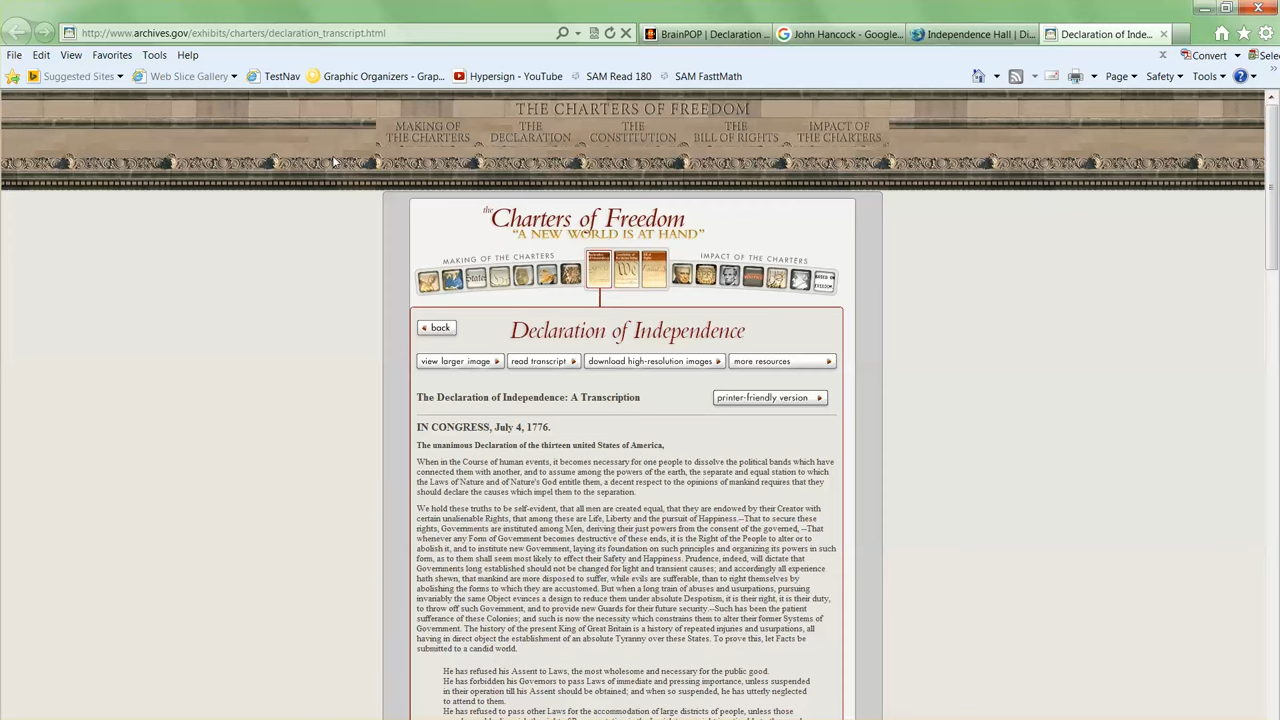 http://www.archives.gov/exhibits/charters/declaration_transcript.html
BrainPOP | Declaration ...
John Hancock - Google...
Independence Hall | Di...
Declaration of Inde...
File Edit View Favorites Tools Help
Convert
Selec
Suggested Sites
Web Slice Gallery
TestNav
Graphic Organizers - Grap...
Hypersign - YouTube
SAM Read 180
SAM FastMath
Page
Safety
Tools
THE CHARTERS OF FREEDOM
MAKING OF THE CHARTERS
THE DECLARATION
THE CONSTITUTION
THE BILL OF RIGHTS
IMPACT OF THE CHARTERS
the Charters of Freedom
"A NEW WORLD IS AT HAND"
MAKING OF THE CHARTERS
IMPACT OF THE CHARTERS
back
Declaration of Independence
view larger image
read transcript
download high-resolution images
more resources
The Declaration of Independence: A Transcription
printer-friendly version
IN CONGRESS, July 4, 1776.
The unanimous Declaration of the thirteen united States of America,
When in the Course of human events, it becomes necessary for one people to dissolve the political bands which have
connected them with another, and to assume among the powers of the earth, the separate and equal station to which
the Laws of Nature and of Nature's God entitle them, a decent respect to the opinions of mankind requires that they
should declare the causes which impel them to the separation.
We hold these truths to be self-evident, that all men are created equal, that they are endowed by their Creator with
certain unalienable Rights, that among these are Life, Liberty and the pursuit of Happiness.--That to secure these
rights, Governments are instituted among Men, deriving their just powers from the consent of the governed, --That
whenever any Form of Government becomes destructive of these ends, it is the Right of the People to alter or to
abolish it, and to institute new Government, laying its foundation on such principles and organizing its powers in such
form, as to them shall seem most likely to effect their Safety and Happiness. Prudence, indeed, will dictate that
Governments long established should not be changed for light and transient causes; and accordingly all experience
hath shewn, that mankind are more disposed to suffer, while evils are sufferable, than to right themselves by
abolishing the forms to which they are accustomed. But when a long train of abuses and usurpations, pursuing
invariably the same Object evinces a design to reduce them under absolute Despotism, it is their right, it is their duty,
to throw off such Government, and to provide new Guards for their future security.--Such has been the patient
sufferance of these Colonies; and such is now the necessity which constrains them to alter their former Systems of
Government. The history of the present King of Great Britain is a history of repeated injuries and usurpations, all
having in direct object the establishment of an absolute Tyranny over these States. To prove this, let Facts be
submitted to a candid world.
He has refused his Assent to Laws, the most wholesome and necessary for the public good.
He has forbidden his Governors to pass Laws of immediate and pressing importance, unless suspended
in their operation till his Assent should be obtained; and when so suspended, he has utterly neglected
to attend to them.
He has refused to pass other Laws for the accommodation of large districts of people, unless those